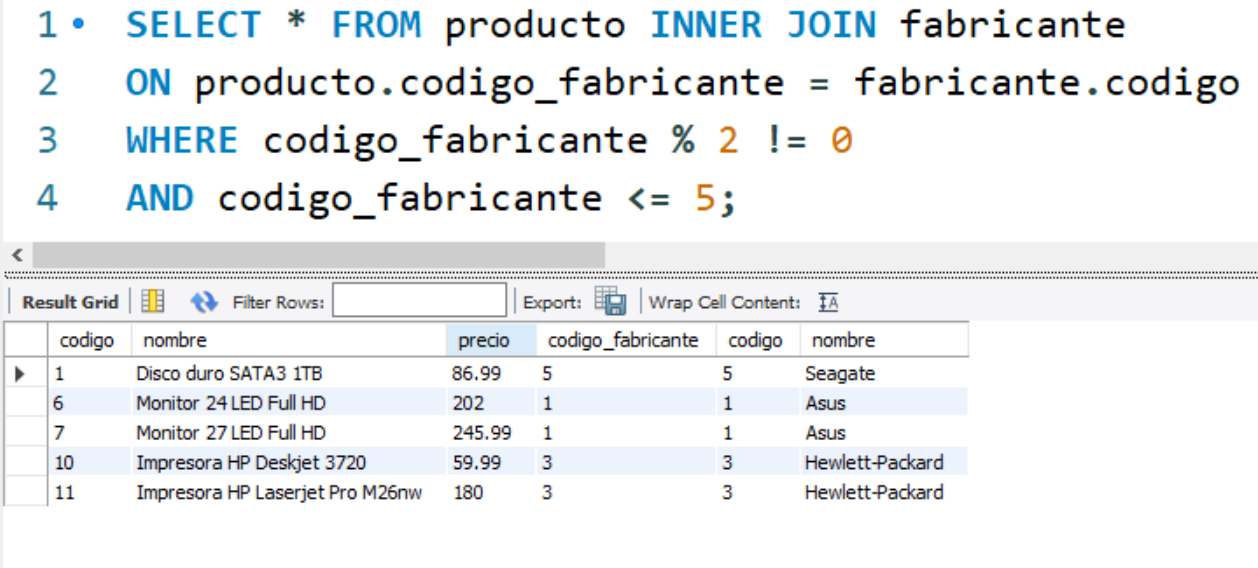 1 SELECT * FROM producto INNER JOIN fabricante
2 ON producto.codigo_fabricante = fabricante.codigo
3 WHERE codigo_fabricante % 2 != 0
4 AND codigo_fabricante <= 5;
Result Grid Filter Rows: Export: Wrap Cell Content: IA
codigo nombre precio codigo_fabricante codigo nombre
1 Disco duro SATA3 1TB 86.99 5 5 Seagate
6 Monitor 24 LED Full HD 202 1 1 Asus
7 Monitor 27 LED Full HD 245.99 1 1 Asus
10 Impresora HP Deskjet 3720 59.99 3 3 Hewlett-Packard
11 Impresora HP Laserjet Pro M26nw 180 3 3 Hewlett-Packard